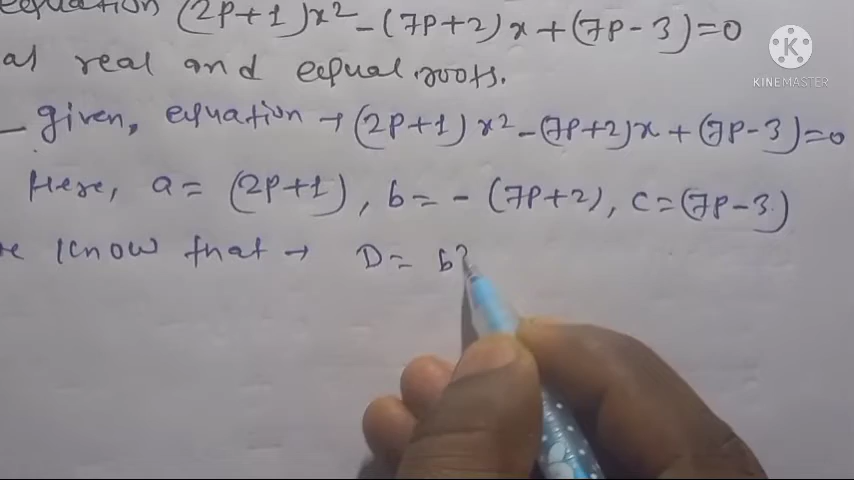 equation (2p+1)x² - (7p+2)x + (7p-3)=0
real and equal roots.
given, equation → (2p+1)x² - (7p+2)x + (7p-3)=0
Here, a = (2p+1), b = - (7p+2), c = (7p-3)
know that → D = b²
K
KINEMASTER